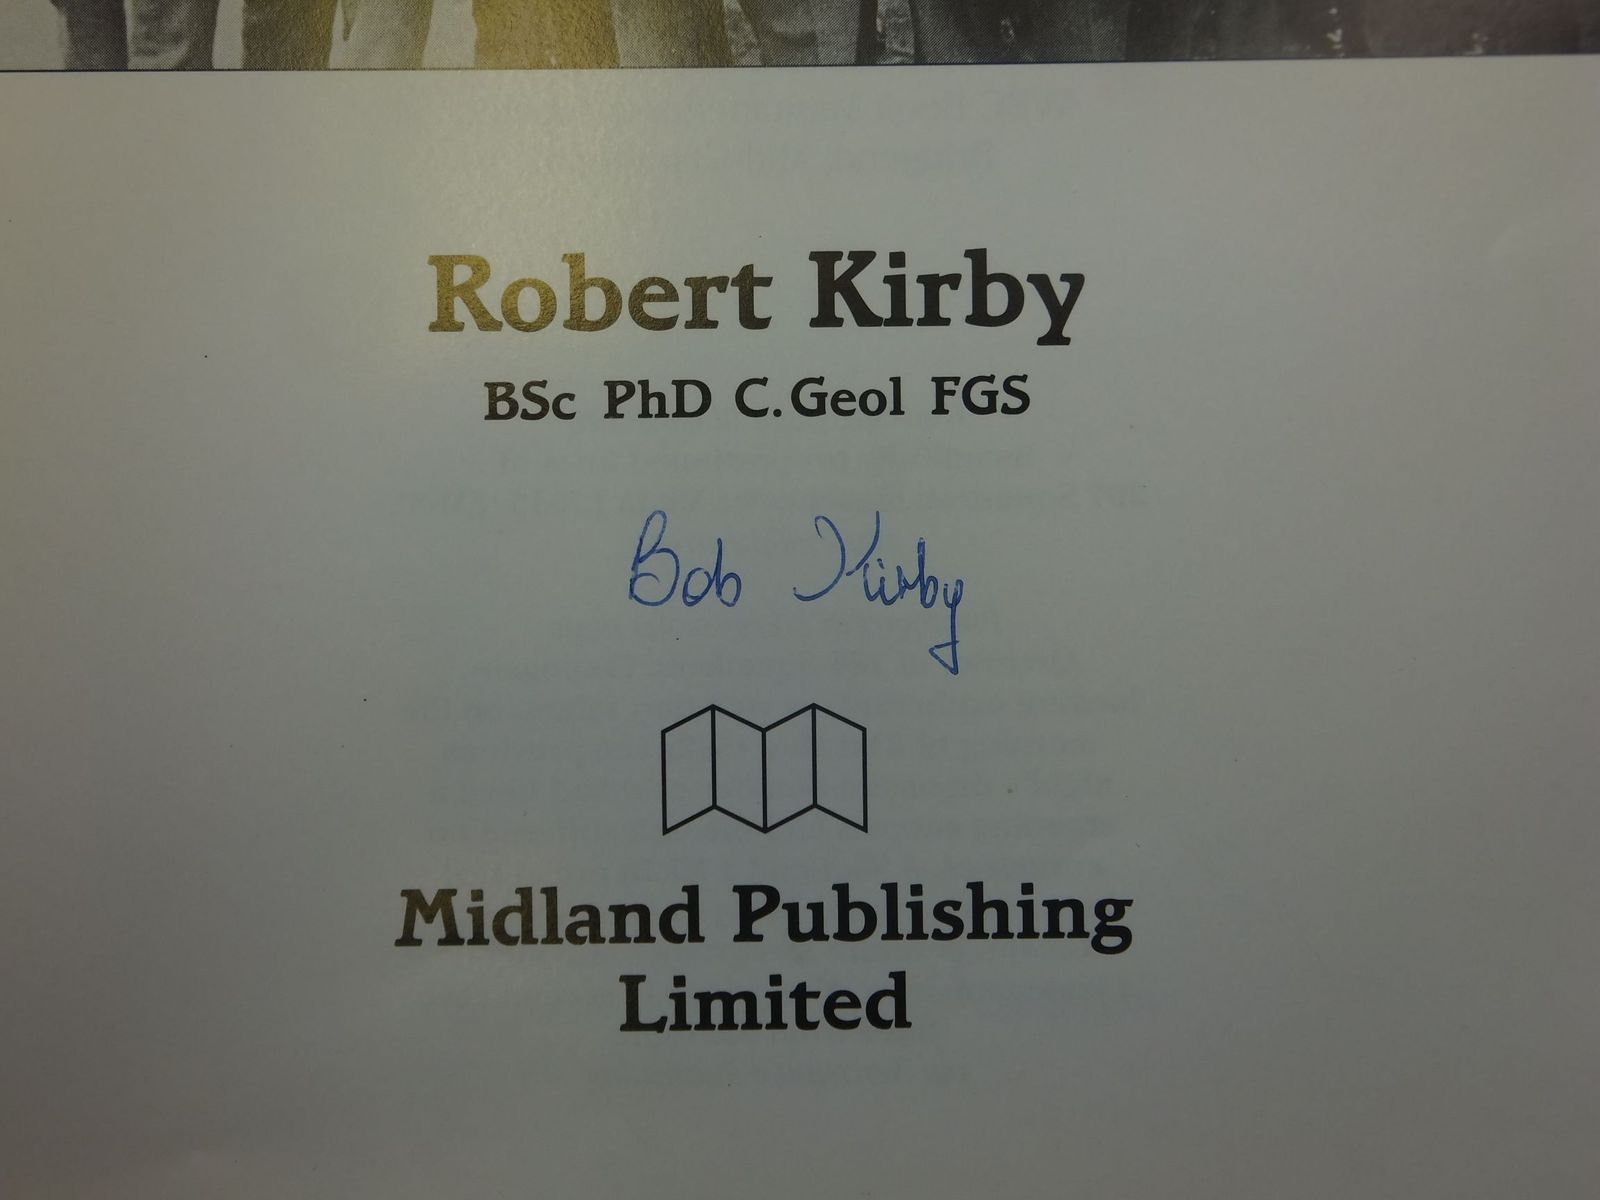 Robert Kirby
BSc PhD C.Geol FGS
Bob Kirby
Midland Publishing
Limited